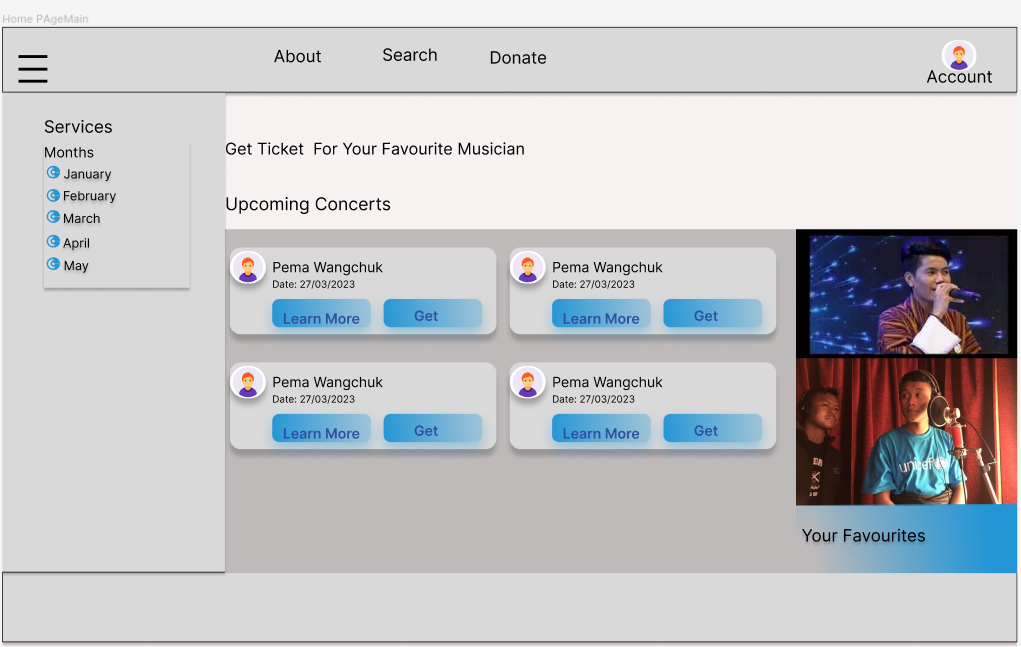 Home PAgeMain
About
Search
Donate
Account
Services
Months
January
February
March
April
May
Get Ticket For Your Favourite Musician
Upcoming Concerts
Pema Wangchuk
Date: 27/03/2023
Learn More
Get
Pema Wangchuk
Date: 27/03/2023
Learn More
Get
Pema Wangchuk
Date: 27/03/2023
Learn More
Get
Pema Wangchuk
Date: 27/03/2023
Learn More
Get
unicef
Your Favourites